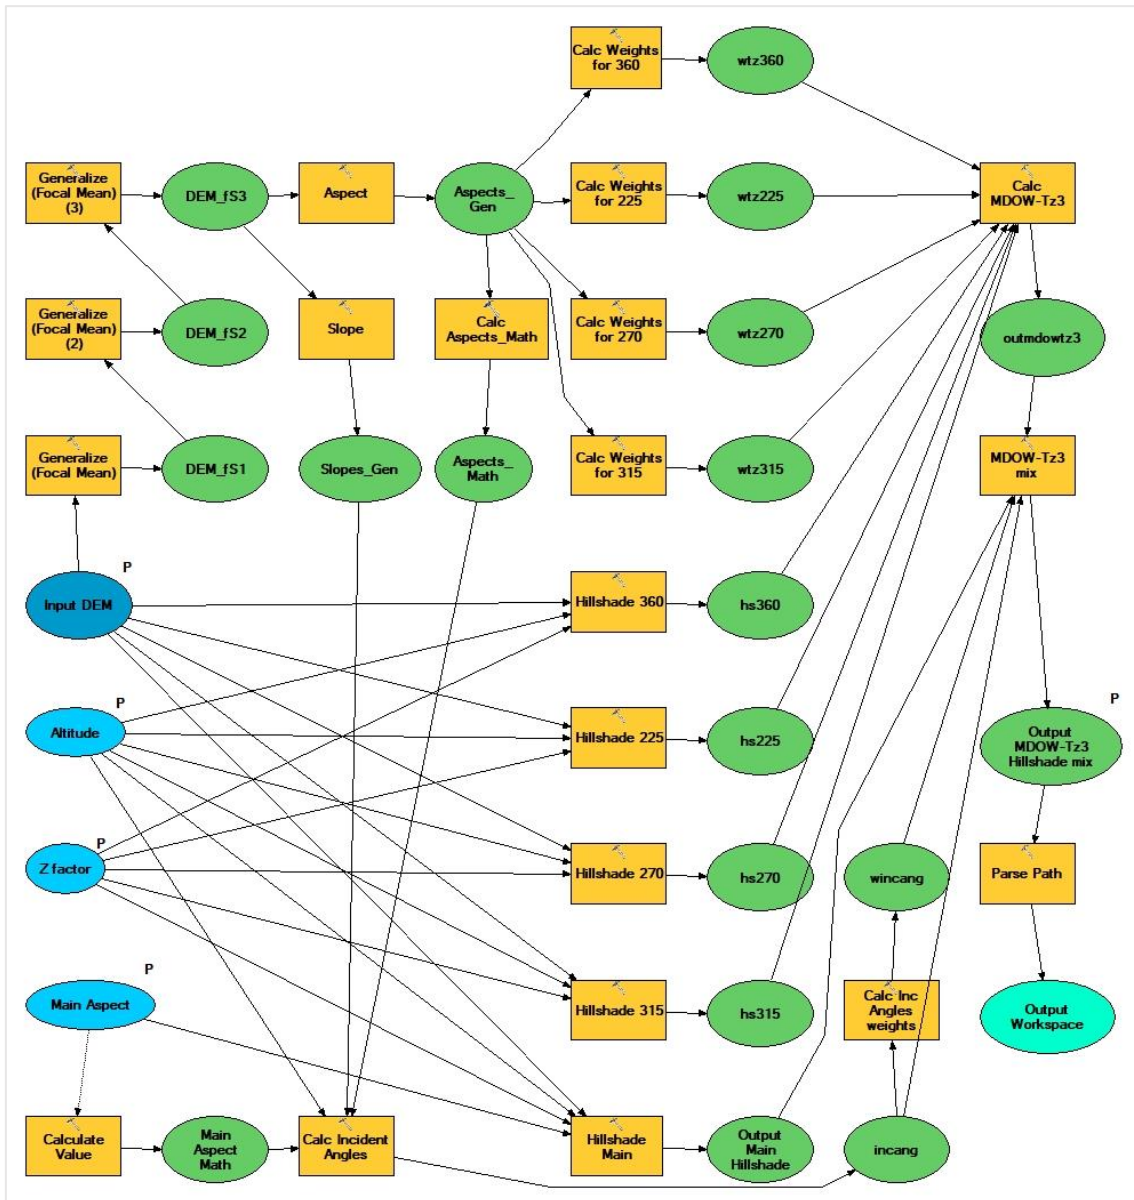 Calc Weights
for 360
wtz360
Generalize
(Focal Mean)
(3)
DEM_fS3
Aspect
Aspects_
Gen
Calc Weights
for 225
wtz225
Calc
MDOW-Tz3
Generalize
(Focal Mean)
(2)
DEM_fS2
Slope
Calc
Aspects_Math
Calc Weights
for 270
wtz270
outmdowtz3
Generalize
(Focal Mean)
DEM_fS1
Slopes_Gen
Aspects_
Math
Calc Weights
for 315
wtz315
MDOW-Tz3
mix
P
Input DEM
Hillshade 360
hs360
P
Altitude
Hillshade 225
hs225
P
Output
MDOW-Tz3
Hillshade mix
P
Z factor
Hillshade 270
hs270
wincang
Parse Path
P
Main Aspect
Hillshade 315
hs315
Calc Inc
Angles
weights
Output
Workspace
Calculate
Value
Main
Aspect
Math
Calc Incident
Angles
Hillshade
Main
Output
Main
Hillshade
incang